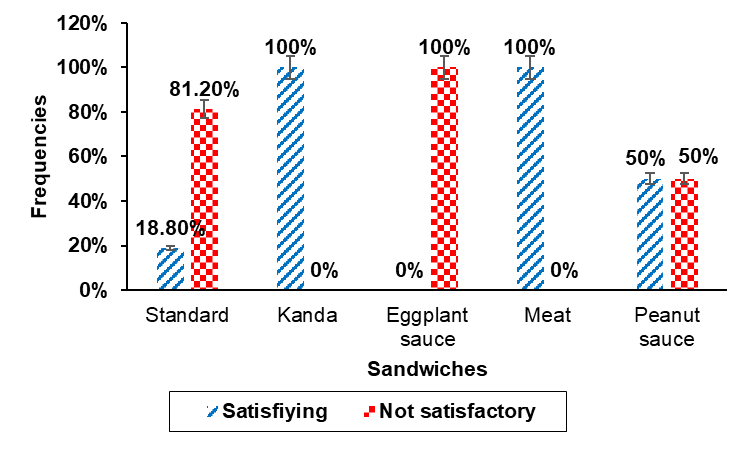 120%
100%
80%
60%
40%
20%
0%
Frequencies
18.80%
81.20%
100%
0%
0%
100%
100%
0%
50%
50%
Standard
Kanda
Eggplant
sauce
Meat
Peanut
sauce
Sandwiches
Satisfiying
Not satisfactory